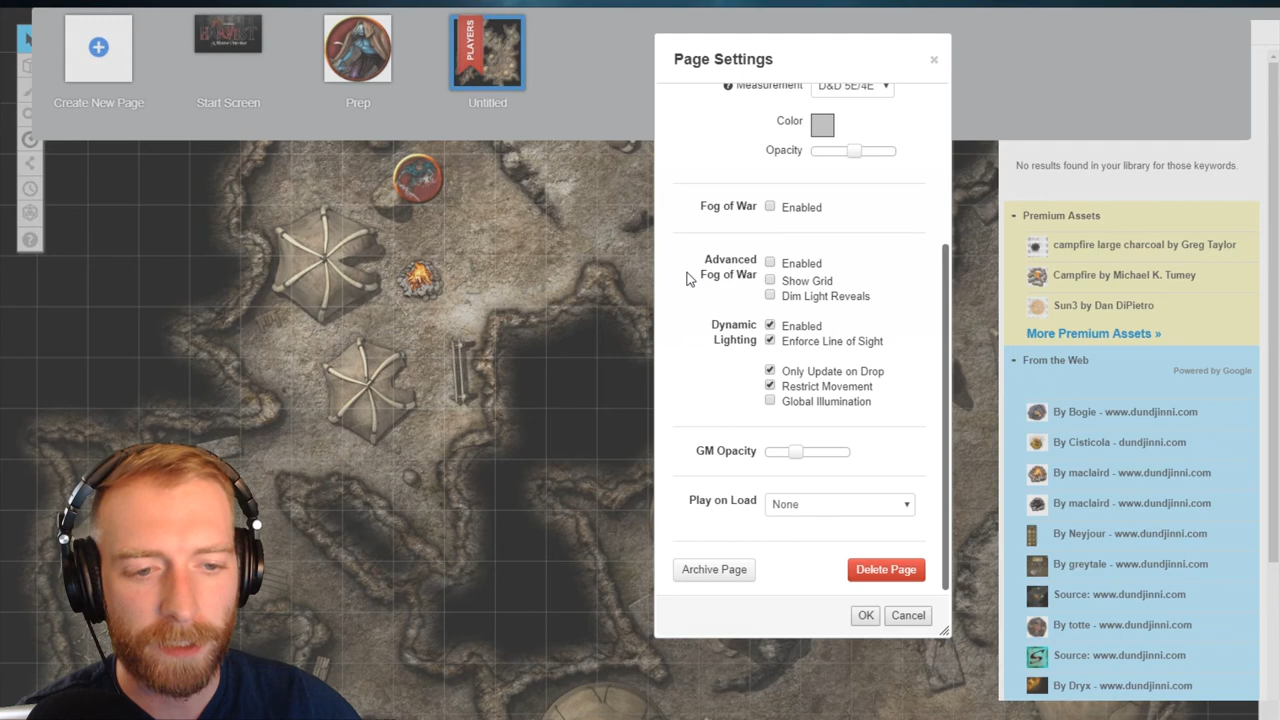 PLAYERS
Create New Page
Start Screen
Prep
Untitled
Page Settings
Measurement D&D 5E/4E
Color
Opacity
Fog of War Enabled
Advanced Fog of War Enabled
Show Grid
Dim Light Reveals
Dynamic Lighting Enabled
Enforce Line of Sight
Only Update on Drop
Restrict Movement
Global Illumination
GM Opacity
Play on Load None
Archive Page Delete Page
OK Cancel
No results found in your library for those keywords.
Premium Assets
campfire large charcoal by Greg Taylor
Campfire by Michael K. Tumey
Sun3 by Dan DiPietro
More Premium Assets »
From the Web
Powered by Google
By Bogie - www.dundjinni.com
By Cisticola - dundjinni.com
By maclaird - www.dundjinni.com
By maclaird - www.dundjinni.com
By Neyjour - www.dundjinni.com
By greytale - www.dundjinni.com
Source: www.dundjinni.com
By totte - www.dundjinni.com
Source: www.dundjinni.com
By Dryx - www.dundjinni.com